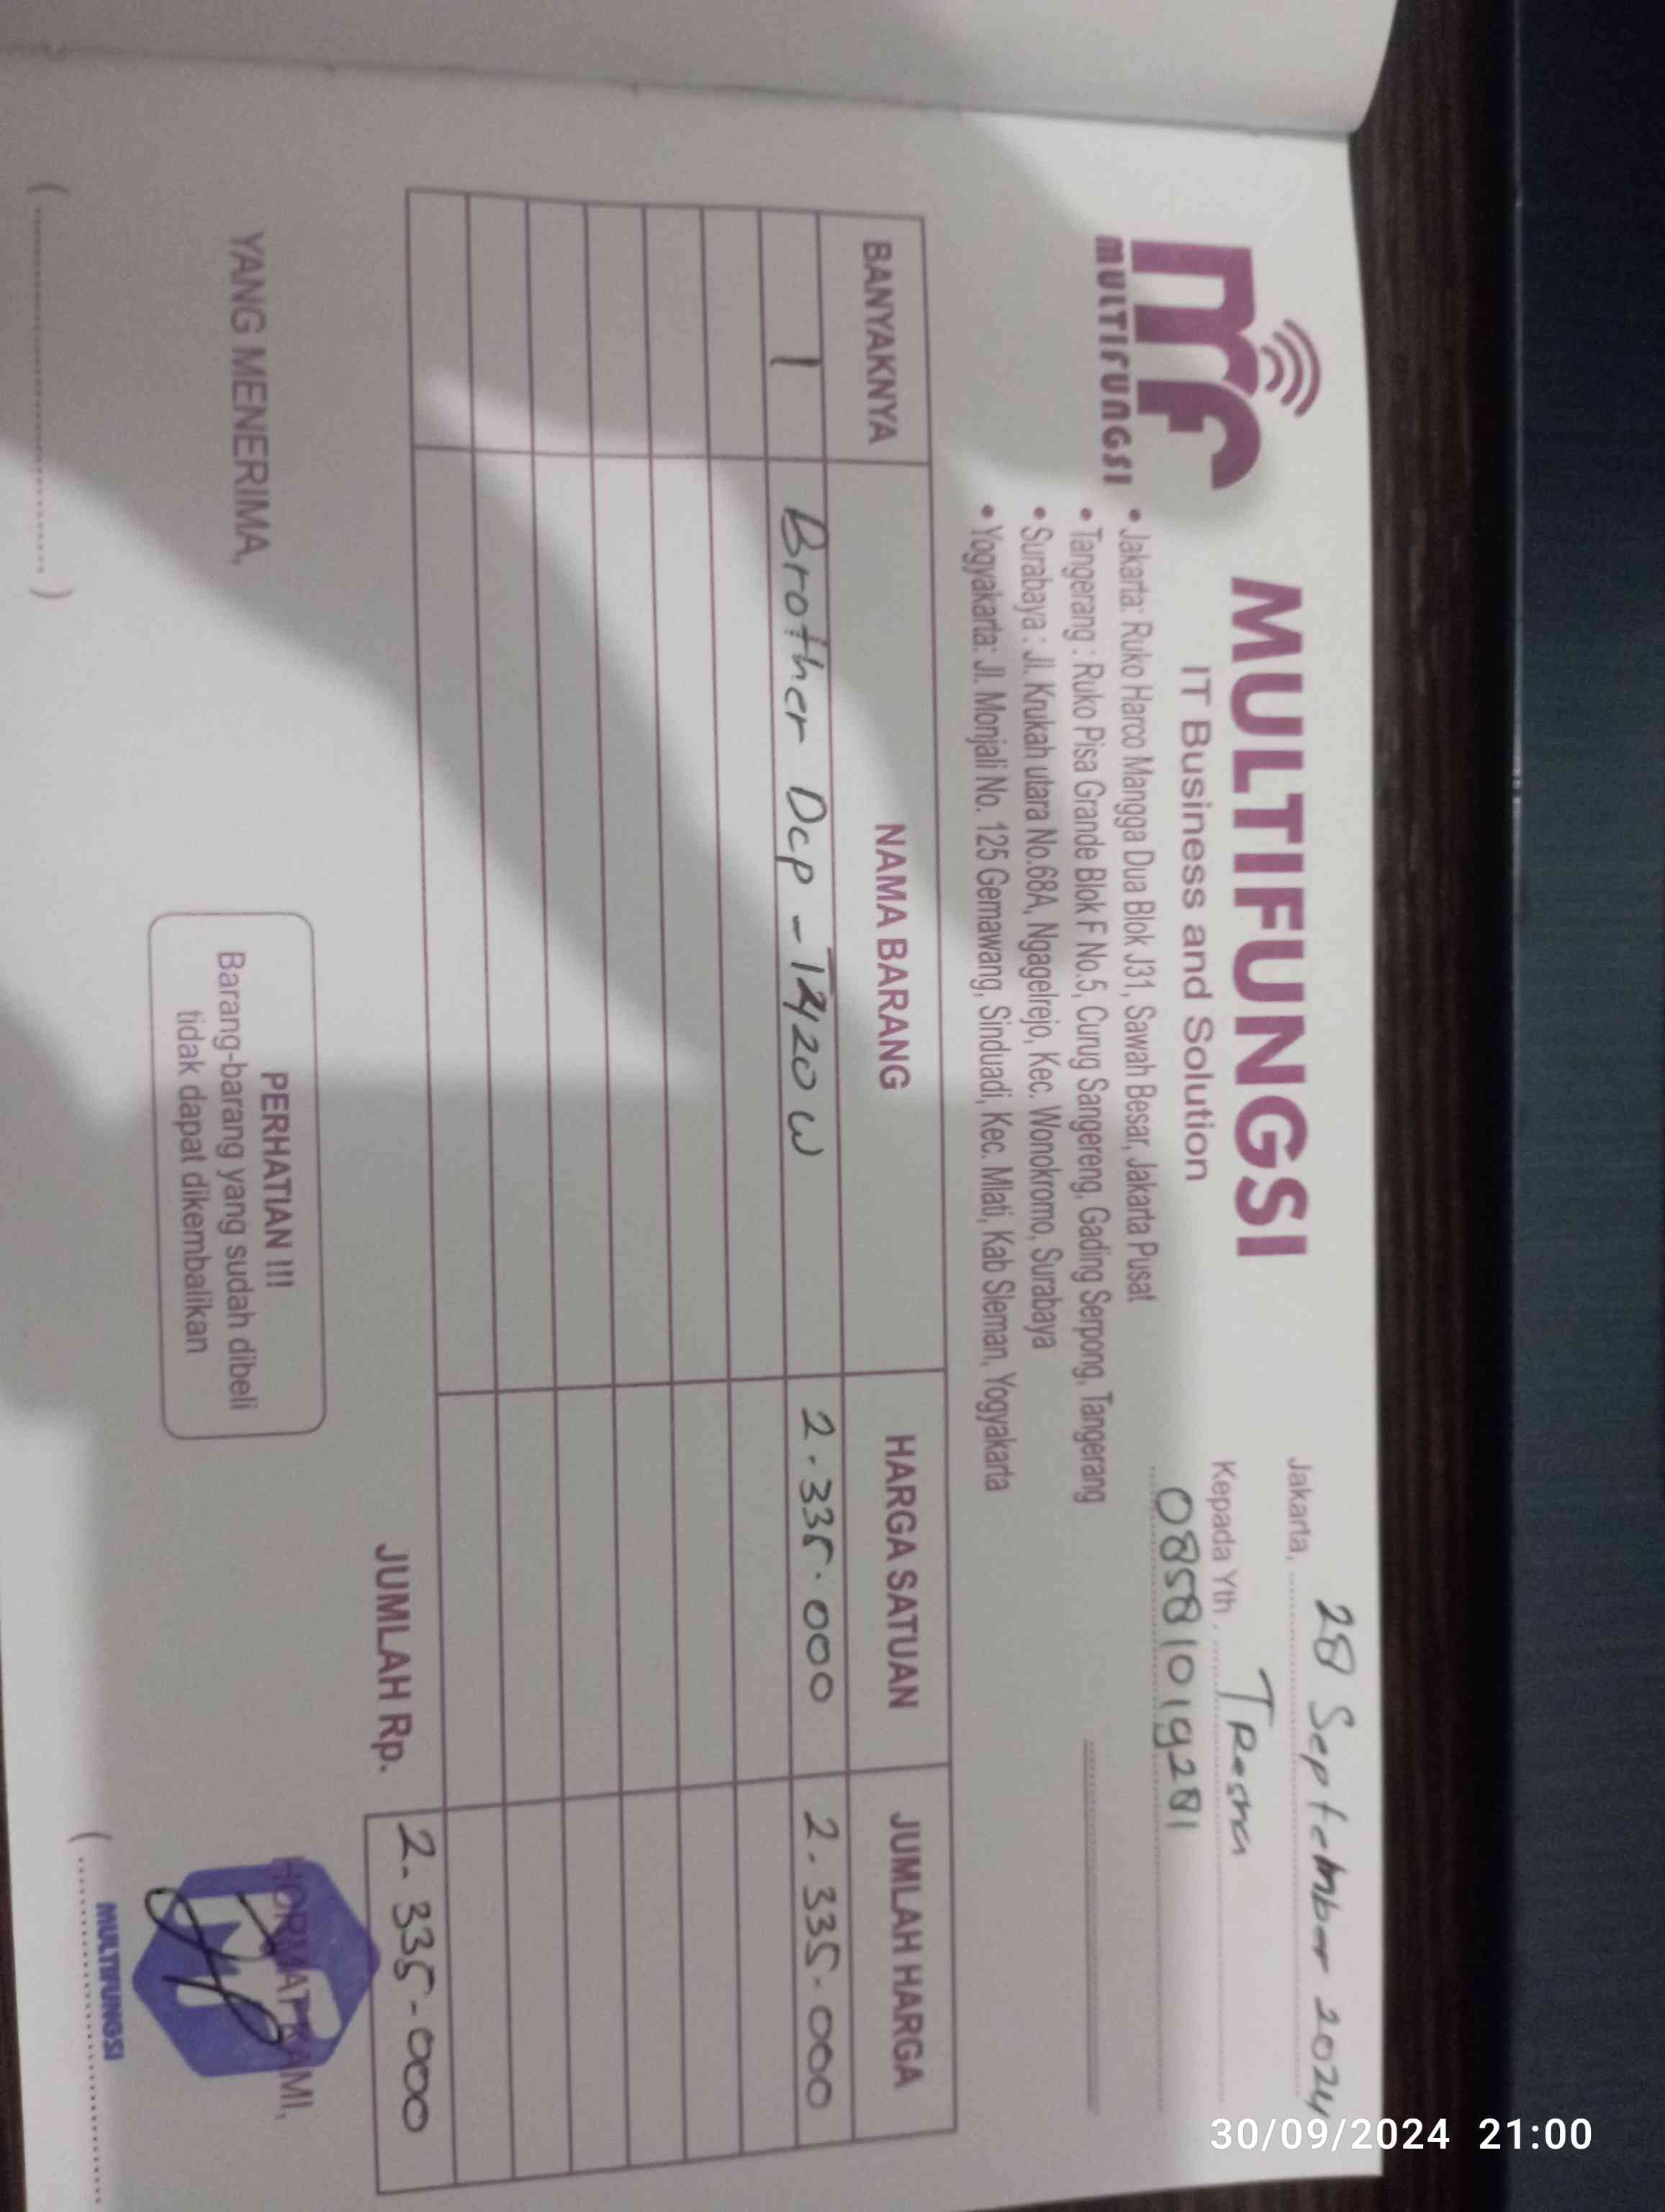 mf
MULTIFUNGSI
MULTIFUNGSI
IT Business and Solution
• Jakarta: Ruko Harco Mangga Dua Blok J31, Sawah Besar, Jakarta Pusat
• Tangerang : Ruko Pisa Grande Blok F No.5, Curug Sangereng, Gading Serpong, Tangerang
• Surabaya : Jl. Krukah utara No.68A, Ngagelrejo, Kec. Wonokromo, Surabaya
• Yogyakarta: Jl. Monjali No. 125 Gemawang, Sinduadi, Kec. Mlati, Kab Sleman, Yogyakarta
Jakarta, 28 September 2024
Kepada Yth. Tresna
08581019281
BANYAKNYA NAMA BARANG HARGA SATUAN JUMLAH HARGA
1 Brother Dcp - T420 W 2.335.000 2.335.000
JUMLAH Rp. 2.335.000
YANG MENERIMA,
PERHATIAN !!!
Barang-barang yang sudah dibeli
tidak dapat dikembalikan
HORMAT KAMI,
MULTIFUNGSI
30/09/2024 21:00